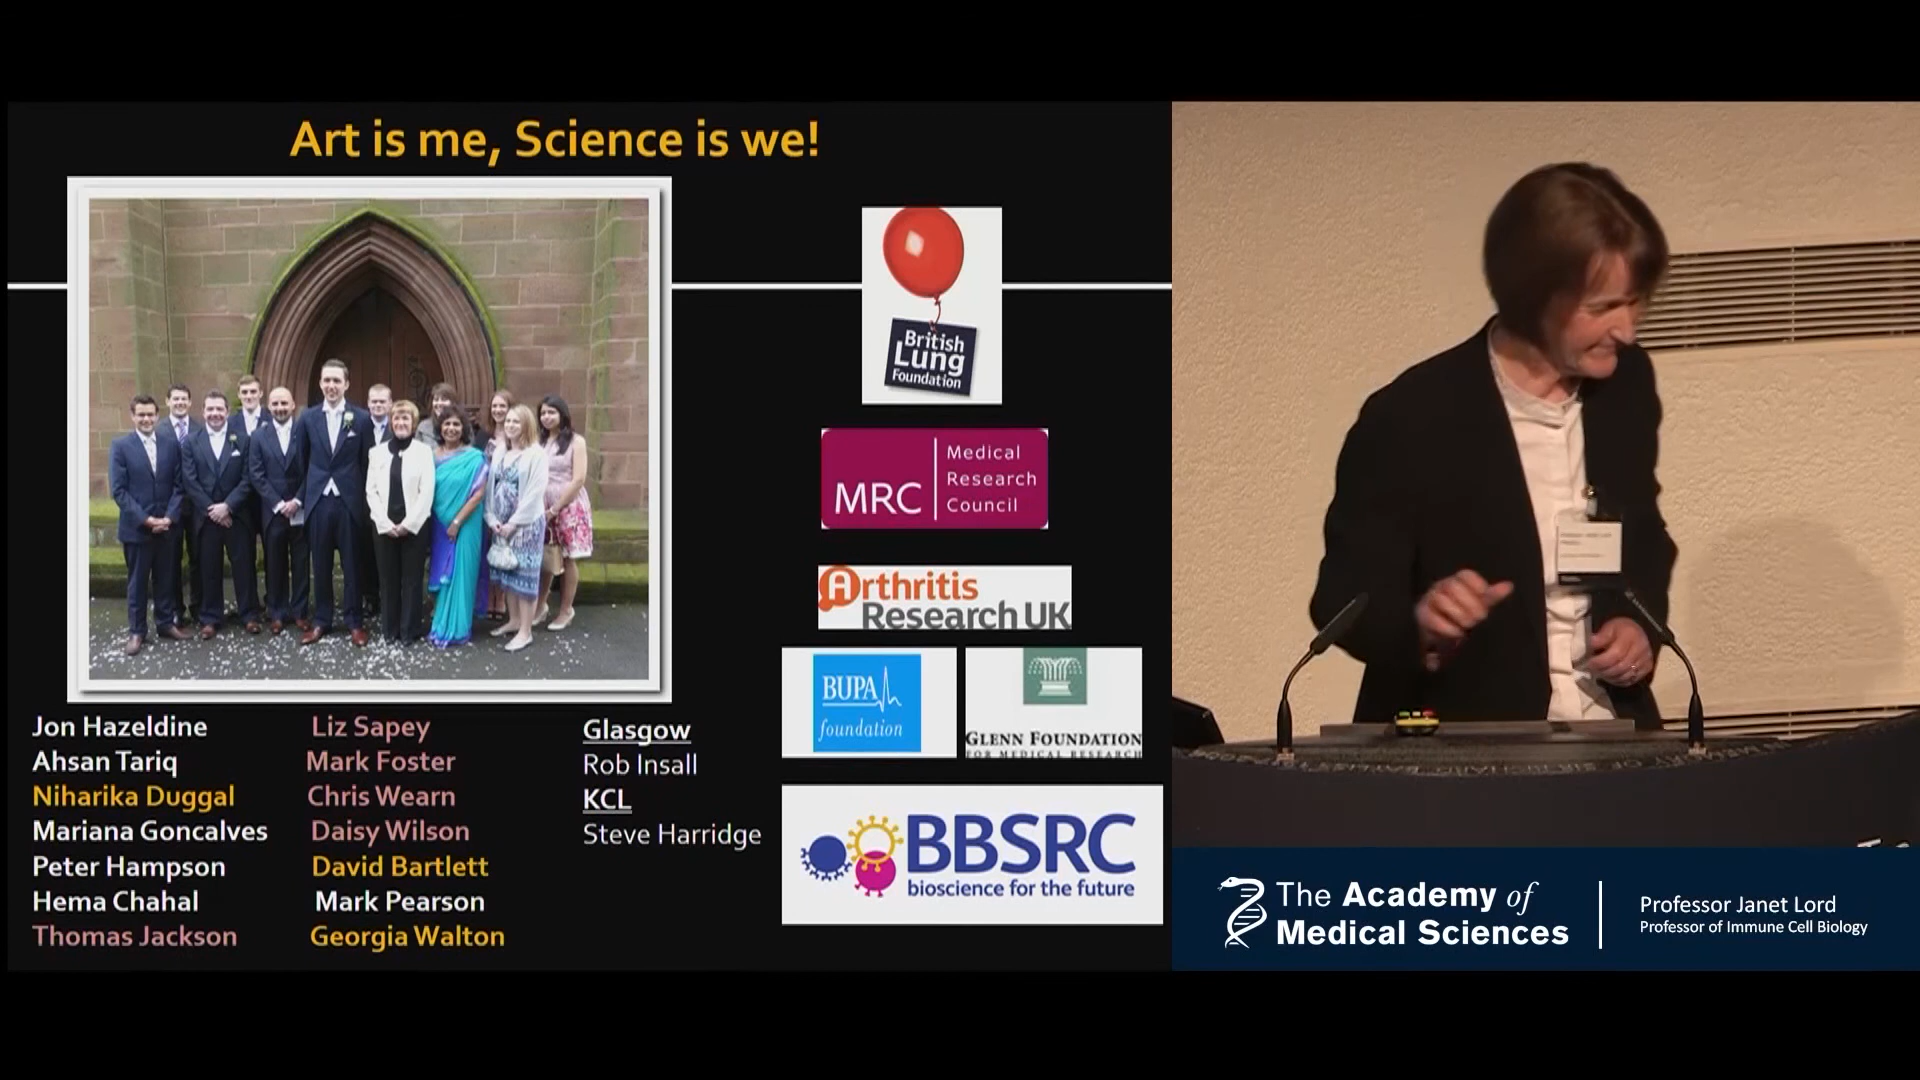 Art is me, Science is we!
British
Lung
Foundation
MRC
Medical
Research
Council
Arthritis
Research UK
BUPA
foundation
GLENN FOUNDATION
FOR MEDICAL RESEARCH
BBSRC
bioscience for the future
Jon Hazeldine
Ahsan Tariq
Niharika Duggal
Mariana Goncalves
Peter Hampson
Hema Chahal
Thomas Jackson
Liz Sapey
Mark Foster
Chris Wearn
Daisy Wilson
David Bartlett
Mark Pearson
Georgia Walton
Glasgow
Rob Insall
KCL
Steve Harridge
The Academy of
Medical Sciences
Professor Janet Lord
Professor of Immune Cell Biology